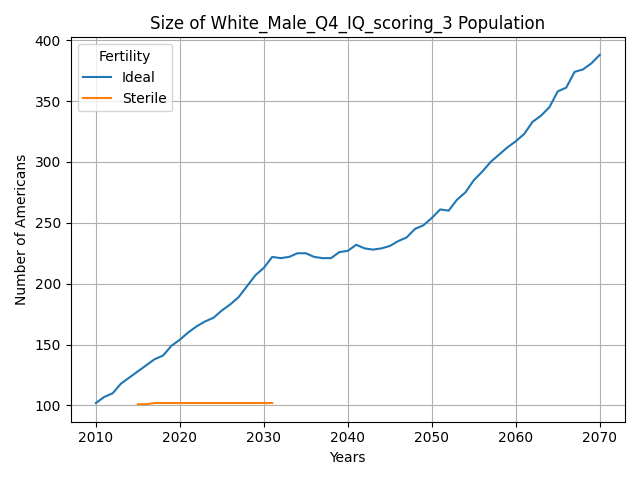 Size of White_Male_Q4_IQ_scoring_3 Population
Fertility
Ideal
Sterile
Number of Americans
400
350
300
250
200
150
100
2010 2020 2030 2040 2050 2060 2070
Years